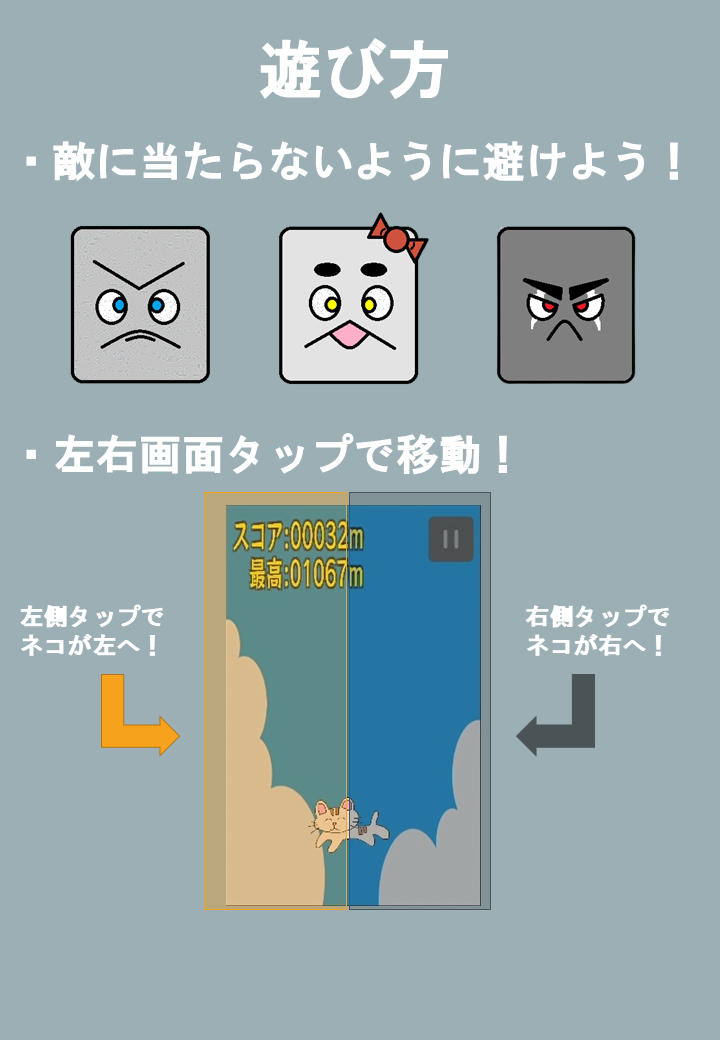 遊び方
・敵に当たらないように避けよう！
・左右画面タップで移動！
スコア:00032m
最高:01067m
左側タップで
ネコが左へ！
右側タップで
ネコが右へ！